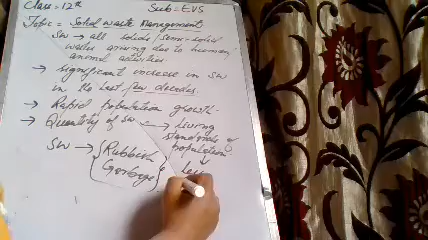 Class = 12th Sub = EVS
Topic = Solid waste management
SW → all solids / semi-solid
waste arising due to human,
animal activities
→ significant increase in SW
in the last few decades.
→ Rapid population growth
→ Quantity of SW → Living
standards of
population
SW → {Rubbish
Garbage}